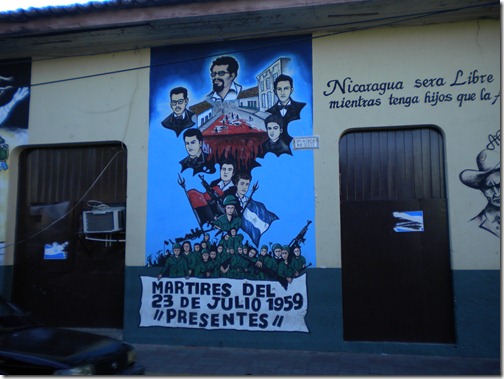 Nicaragua sera Libre
mientras tenga hijos que la
MARTIRES DEL
23 DE JULIO 1959
"PRESENTES"